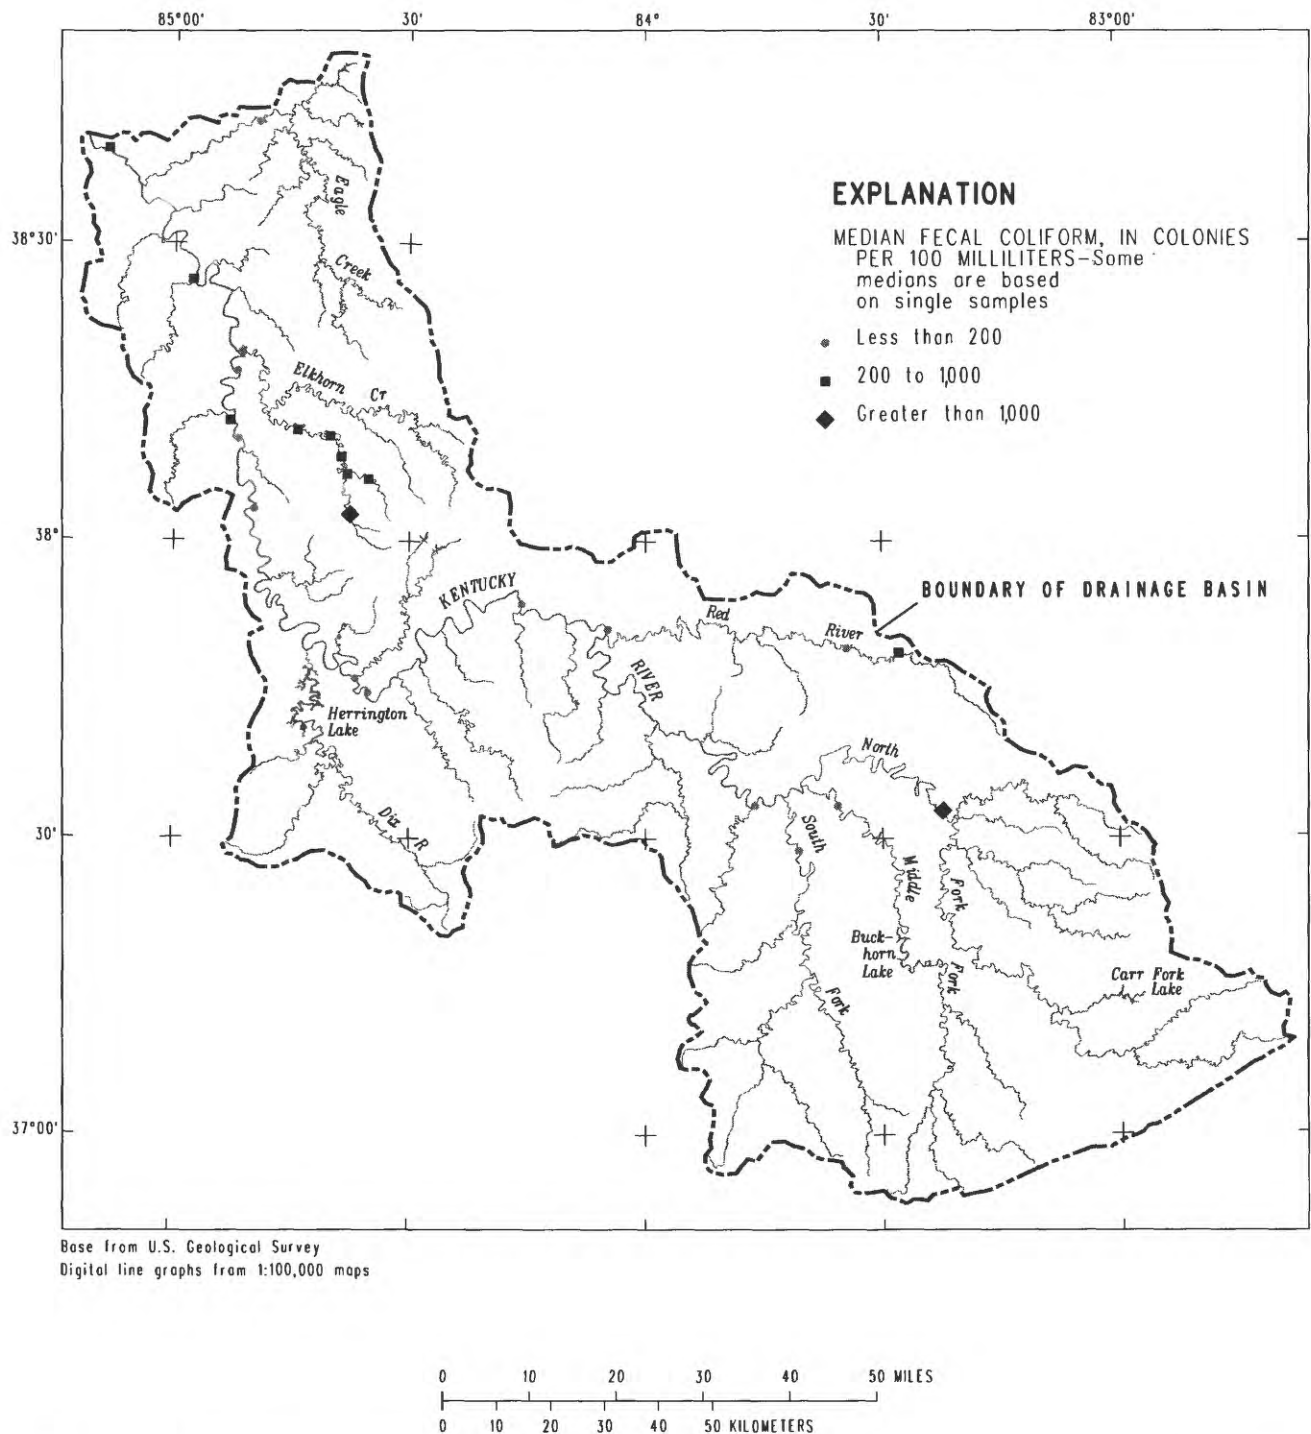 85°00' 30' 84° 30' 83°00'
EXPLANATION
MEDIAN FECAL COLIFORM, IN COLONIES
PER 100 MILLILITERS-Some
medians are based
on single samples
Less than 200
200 to 1,000
Greater than 1,000
38°30'
Eagle
Creek
Elkhorn
Cr
38°
KENTUCKY
BOUNDARY OF DRAINAGE BASIN
Red
River
RIVER
Herrington
Lake
North
Dix R
30'
South
Middle
Fork
Buck-
horn
Lake
Fork
Carr Fork
Lake
Fork
37°00'
Base from U.S. Geological Survey
Digital line graphs from 1:100,000 maps
0 10 20 30 40 50 MILES
0 10 20 30 40 50 KILOMETERS